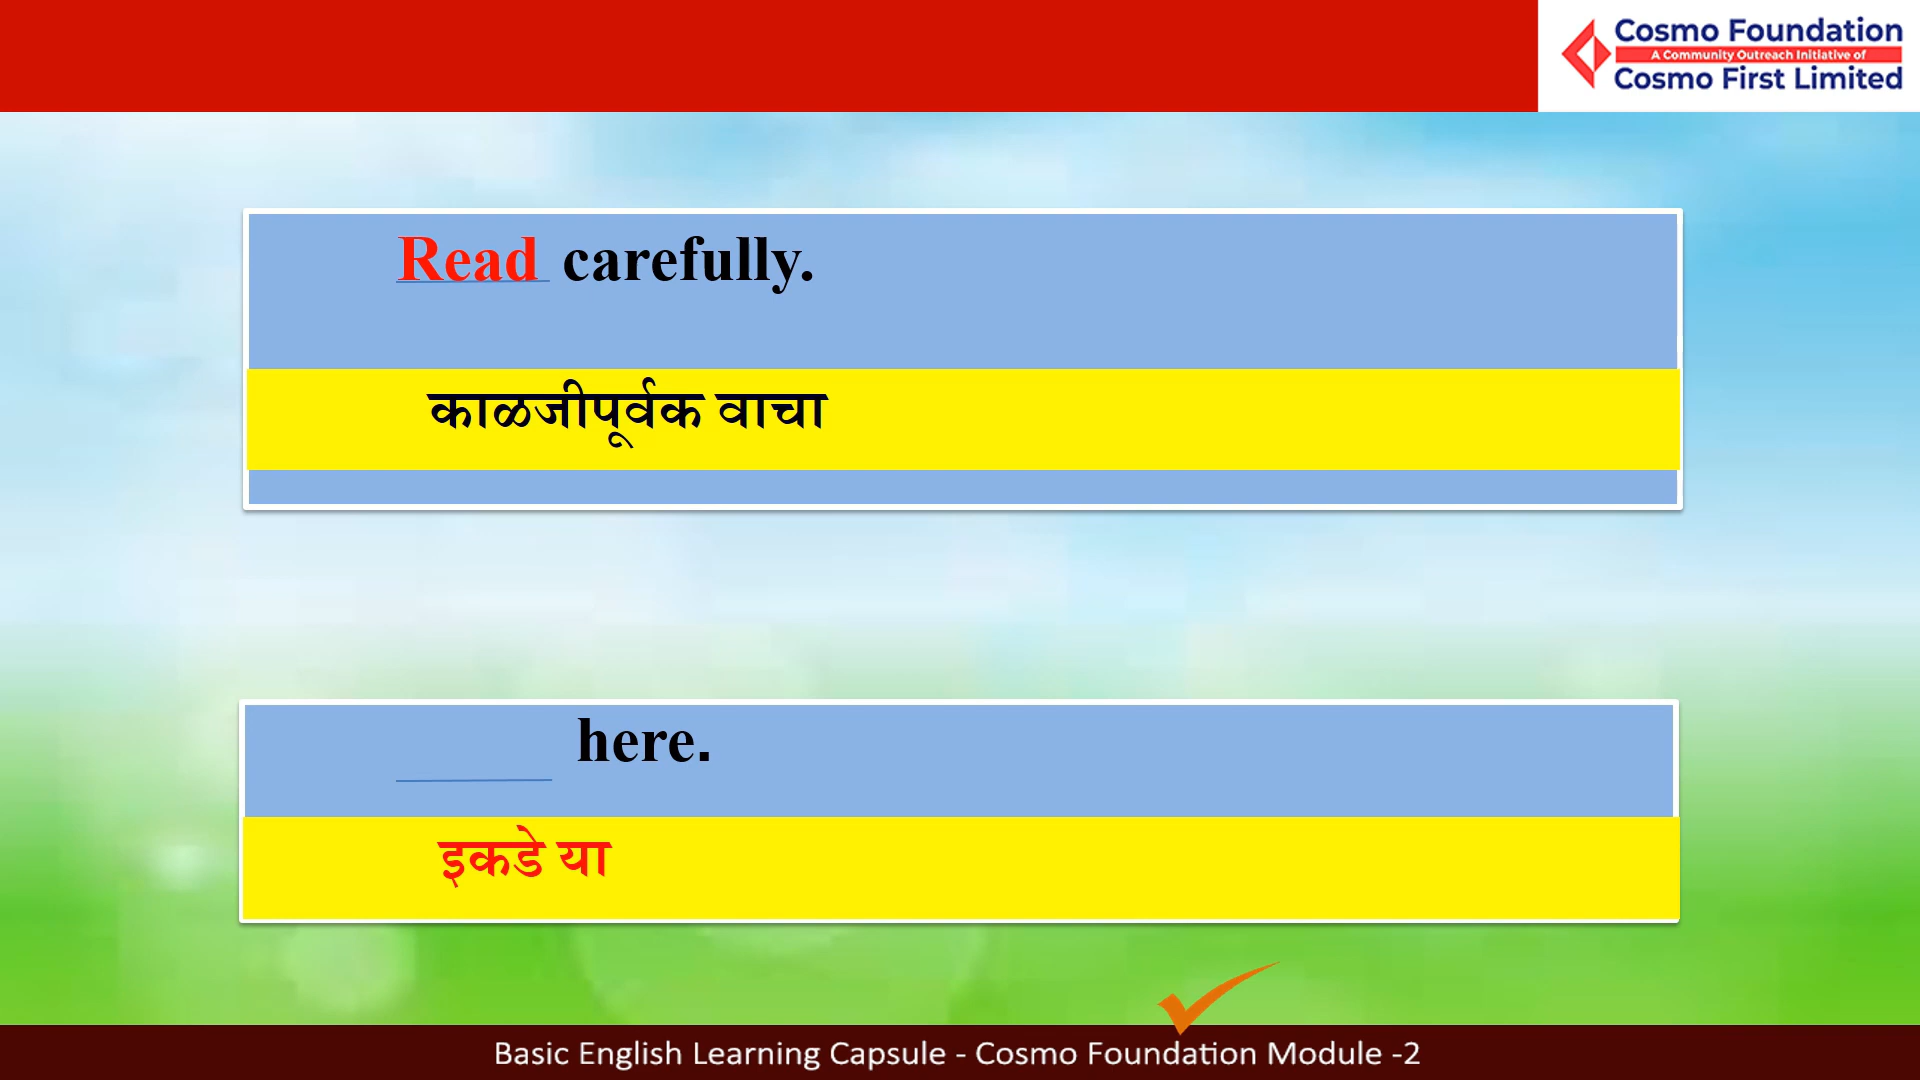 Cosmo Foundation
A Community Outreach Initiative of
Cosmo First Limited
Read carefully.
काळजीपूर्वक वाचा
here.
इकडे या
Basic English Learning Capsule - Cosmo Foundation Module -2